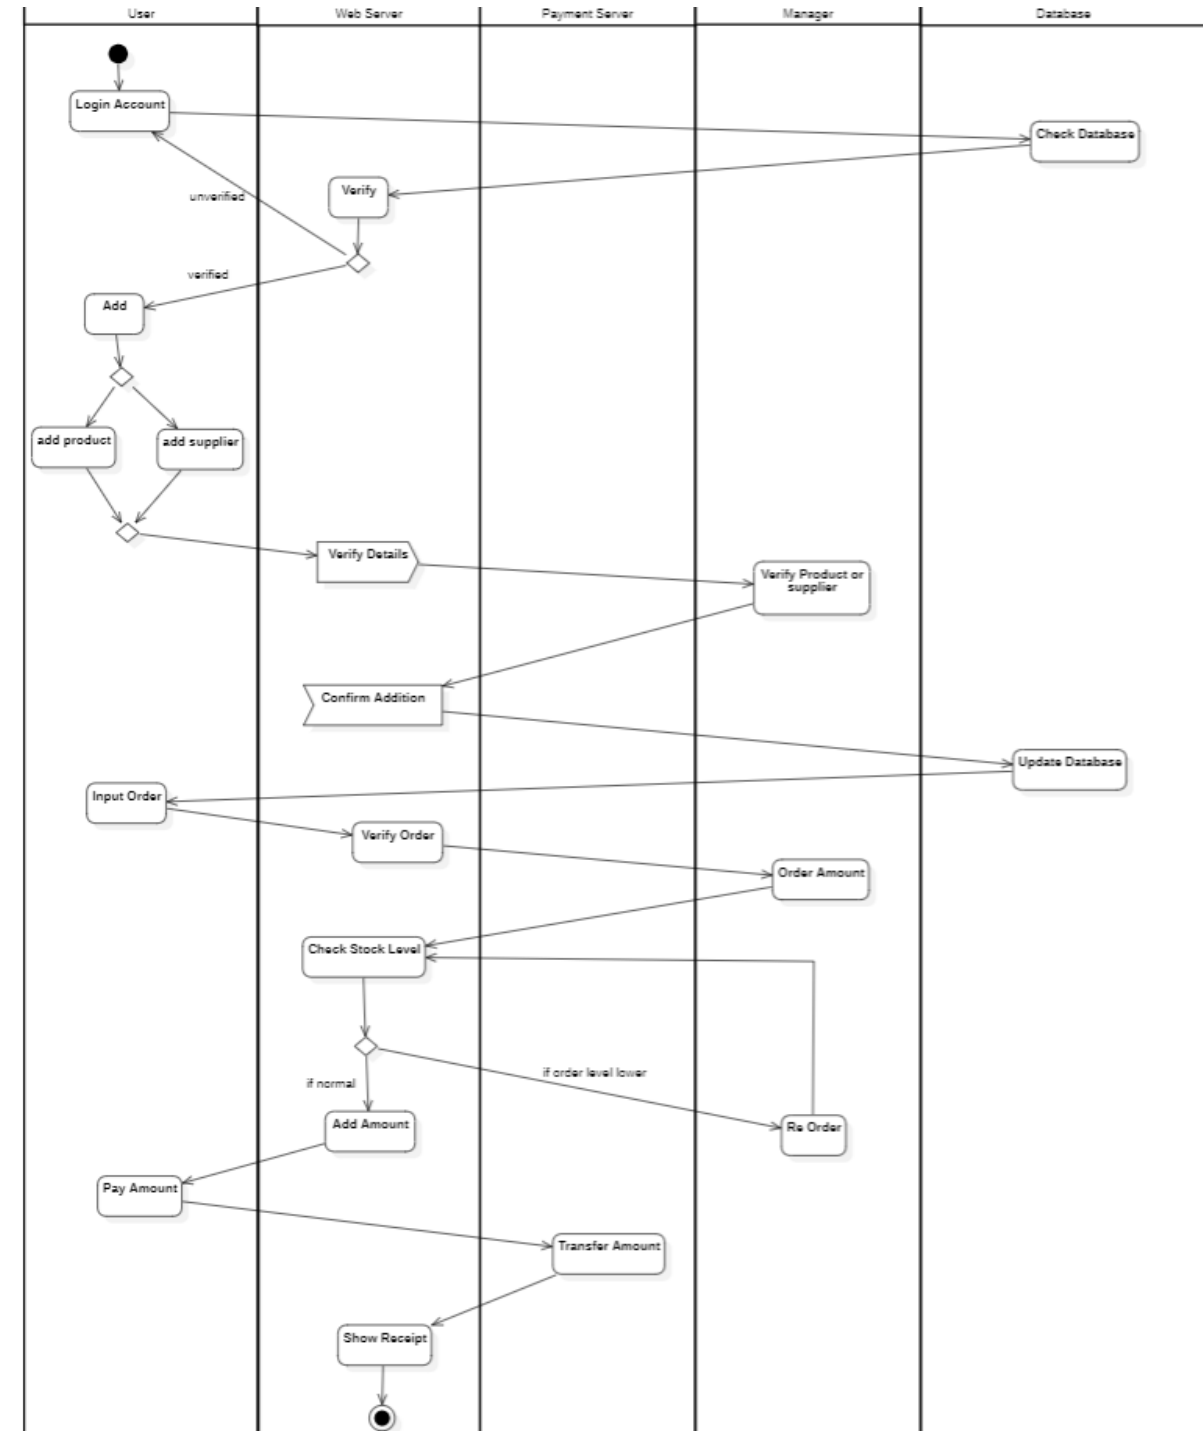 User
Web Server
Payment Server
Manager
Database
Login Account
Check Database
Verify
unverified
verified
Add
add product
add supplier
Verify Details
Verify Product or
supplier
Confirm Addition
Update Database
Input Order
Verify Order
Order Amount
Check Stock Level
if order level lower
if normal
Add Amount
Re Order
Pay Amount
Transfer Amount
Show Receipt